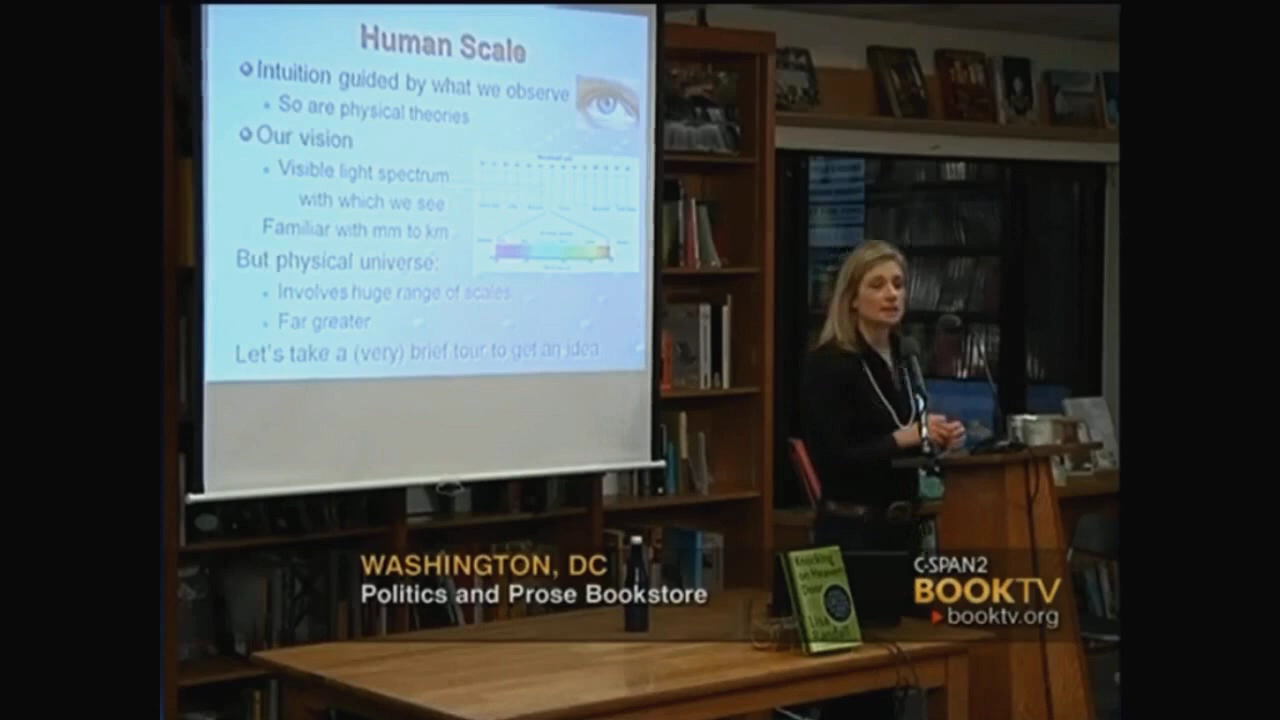 Human Scale
Intuition guided by what we observe
So are physical theories
Our vision
Visible light spectrum
with which we see
Familiar with mm to km
But physical universe:
Involves huge range of scales
Far greater
Let's take a (very) brief tour to get an idea
WASHINGTON, DC
Politics and Prose Bookstore
C-SPAN2
BOOKTV
booktv.org
Knocking
on Heaven's
Door
Lisa
Randall